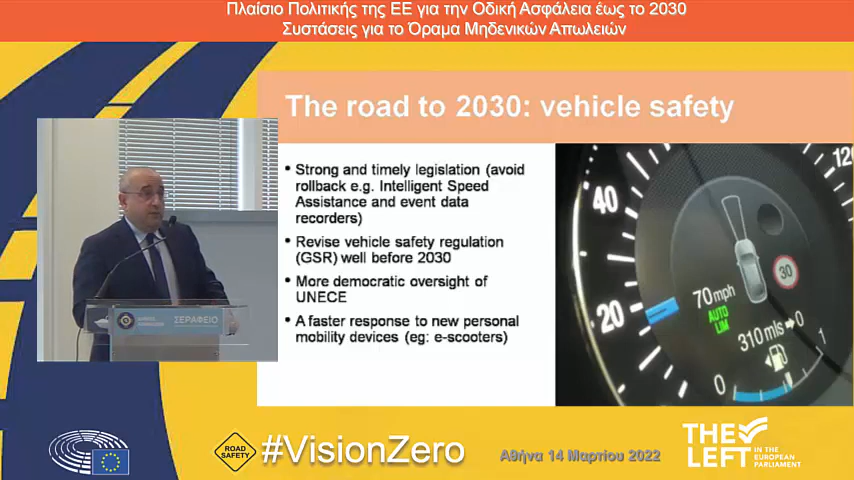 Πλαίσιο Πολιτικής της ΕΕ για την Οδική Ασφάλεια έως το 2030
Συστάσεις για το Όραμα Μηδενικών Απωλειών
The road to 2030: vehicle safety
• Strong and timely legislation (avoid
rollback e.g. Intelligent Speed
Assistance and event data
recorders)
• Revise vehicle safety regulation
(GSR) well before 2030
• More democratic oversight of
UNECE
• A faster response to new personal
mobility devices (eg: e-scooters)
ΣΕΡΑΦΕΙΟ
40
120
20
0
70mph
AUTO
LIM
30
310 mls→0
1
0
ROAD
SAFETY
#VisionZero
Αθήνα 14 Μαρτίου 2022
THE
LEFT
IN THE
EUROPEAN
PARLIAMENT